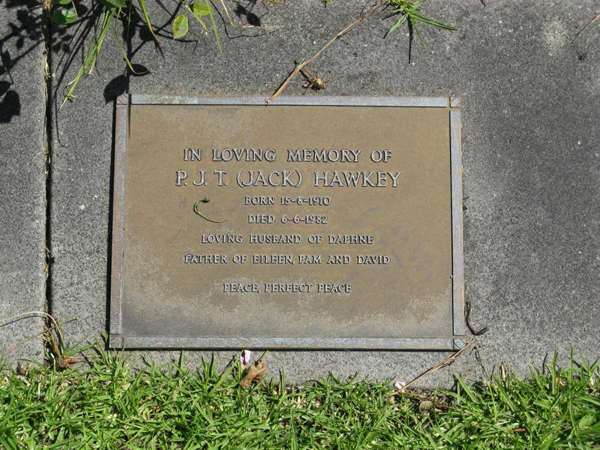 IN LOVING MEMORY OF
P. J. T. (JACK) HAWKEY
BORN 15-8-1910
DIED 6-6-1982
LOVING HUSBAND OF DAPHNE
FATHER OF EILEEN, PAM AND DAVID
PEACE, PERFECT PEACE